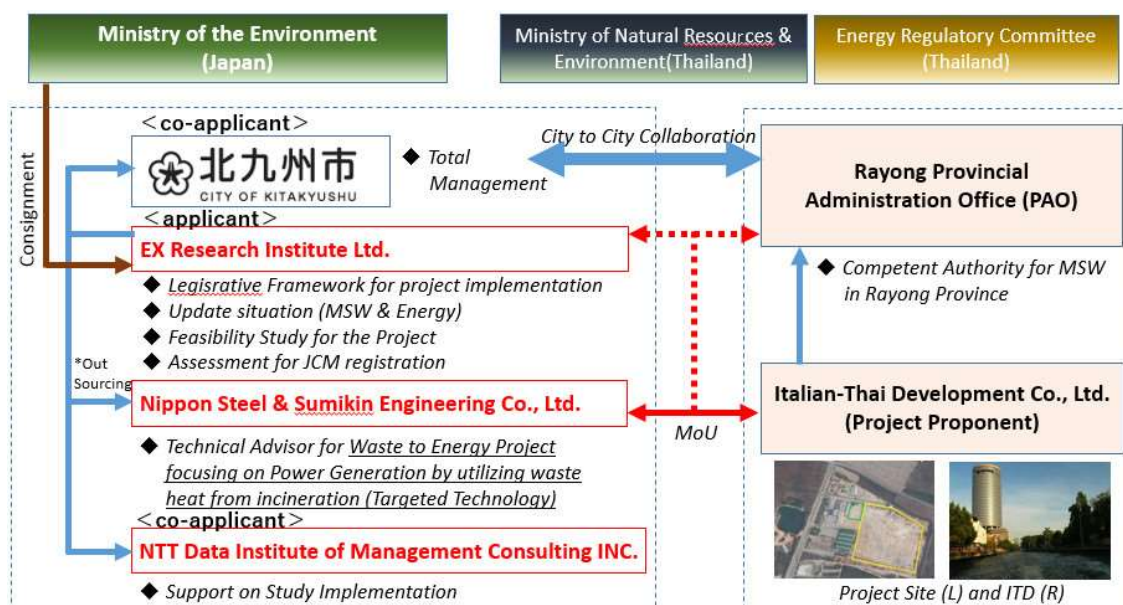 Ministry of the Environment
(Japan)
Ministry of Natural Resources &
Environment(Thailand)
Energy Regulatory Committee
(Thailand)
Consignment
<co-applicant>
北九州市
CITY OF KITAKYUSHU
◆ Total
Management
City to City Collaboration
Rayong Provincial
Administration Office (PAO)
◆ Competent Authority for MSW
in Rayong Province
<applicant>
EX Research Institute Ltd.
◆ Legisrative Framework for project implementation
◆ Update situation (MSW & Energy)
◆ Feasibility Study for the Project
◆ Assessment for JCM registration
*Out
Sourcing
Nippon Steel & Sumikin Engineering Co., Ltd.
◆ Technical Advisor for Waste to Energy Project
focusing on Power Generation by utilizing waste
heat from incineration (Targeted Technology)
MoU
Italian-Thai Development Co., Ltd.
(Project Proponent)
<co-applicant>
NTT Data Institute of Management Consulting INC.
◆ Support on Study Implementation
Project Site (L) and ITD (R)